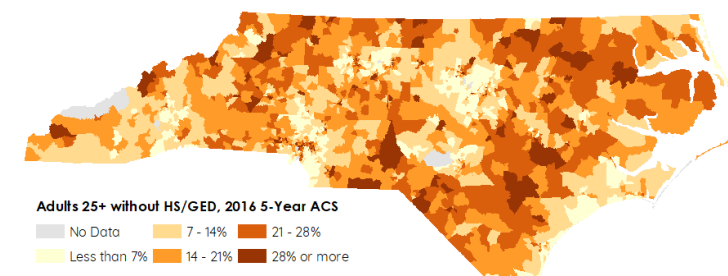 Adults 25+ without HS/GED, 2016 5-Year ACS
No Data 7 - 14% 21 - 28%
Less than 7% 14 - 21% 28% or more